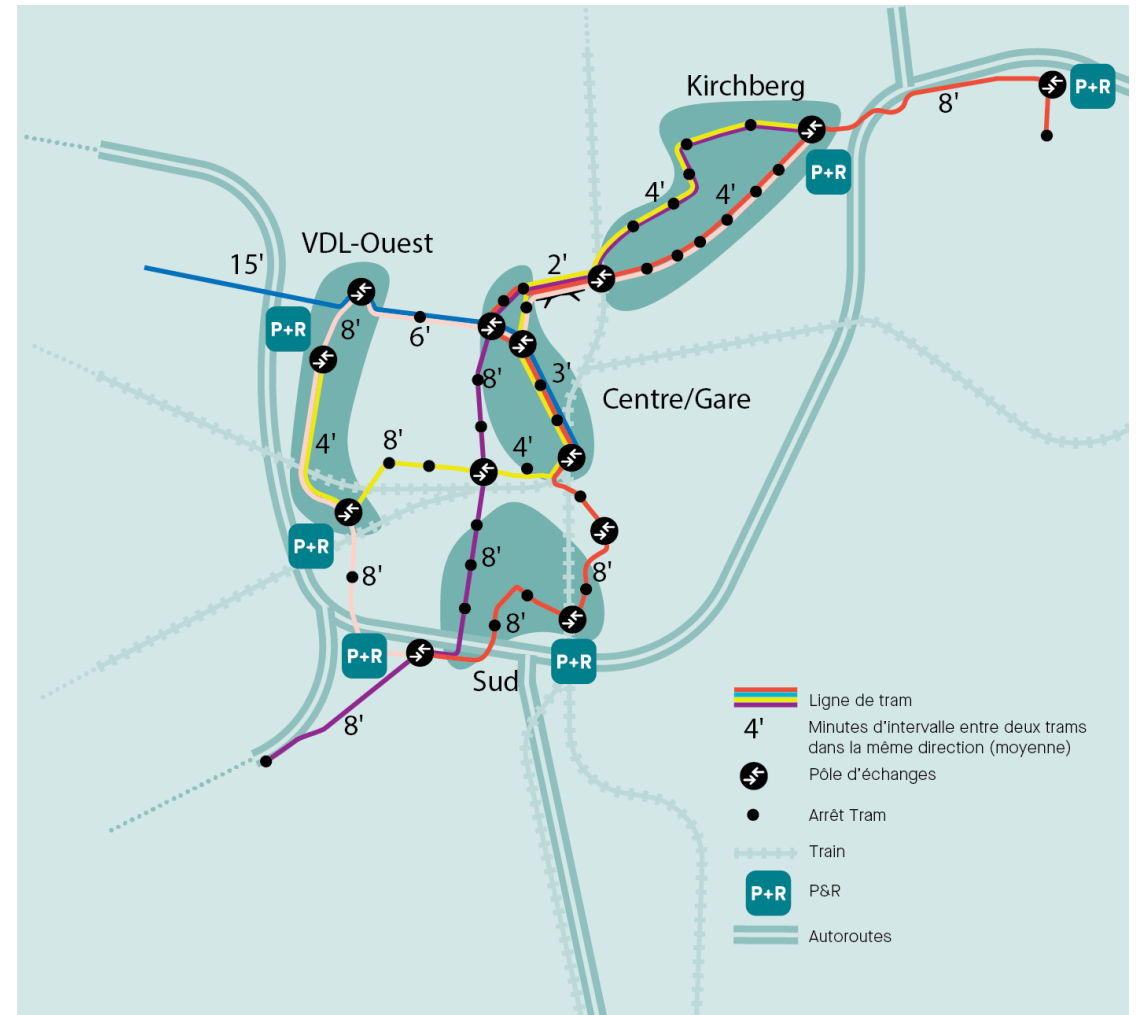 Kirchberg
8'
P+R
P+R
4'
4'
VDL-Ouest
2'
15'
P+R
8'
6'
3'
8'
Centre/Gare
4'
8'
4'
P+R
8'
8'
8'
8'
P+R
P+R
Sud
8'
Ligne de tram
4'
Minutes d'intervalle entre deux trams
dans la même direction (moyenne)
Pôle d'échanges
Arrêt Tram
Train
P+R
P&R
Autoroutes